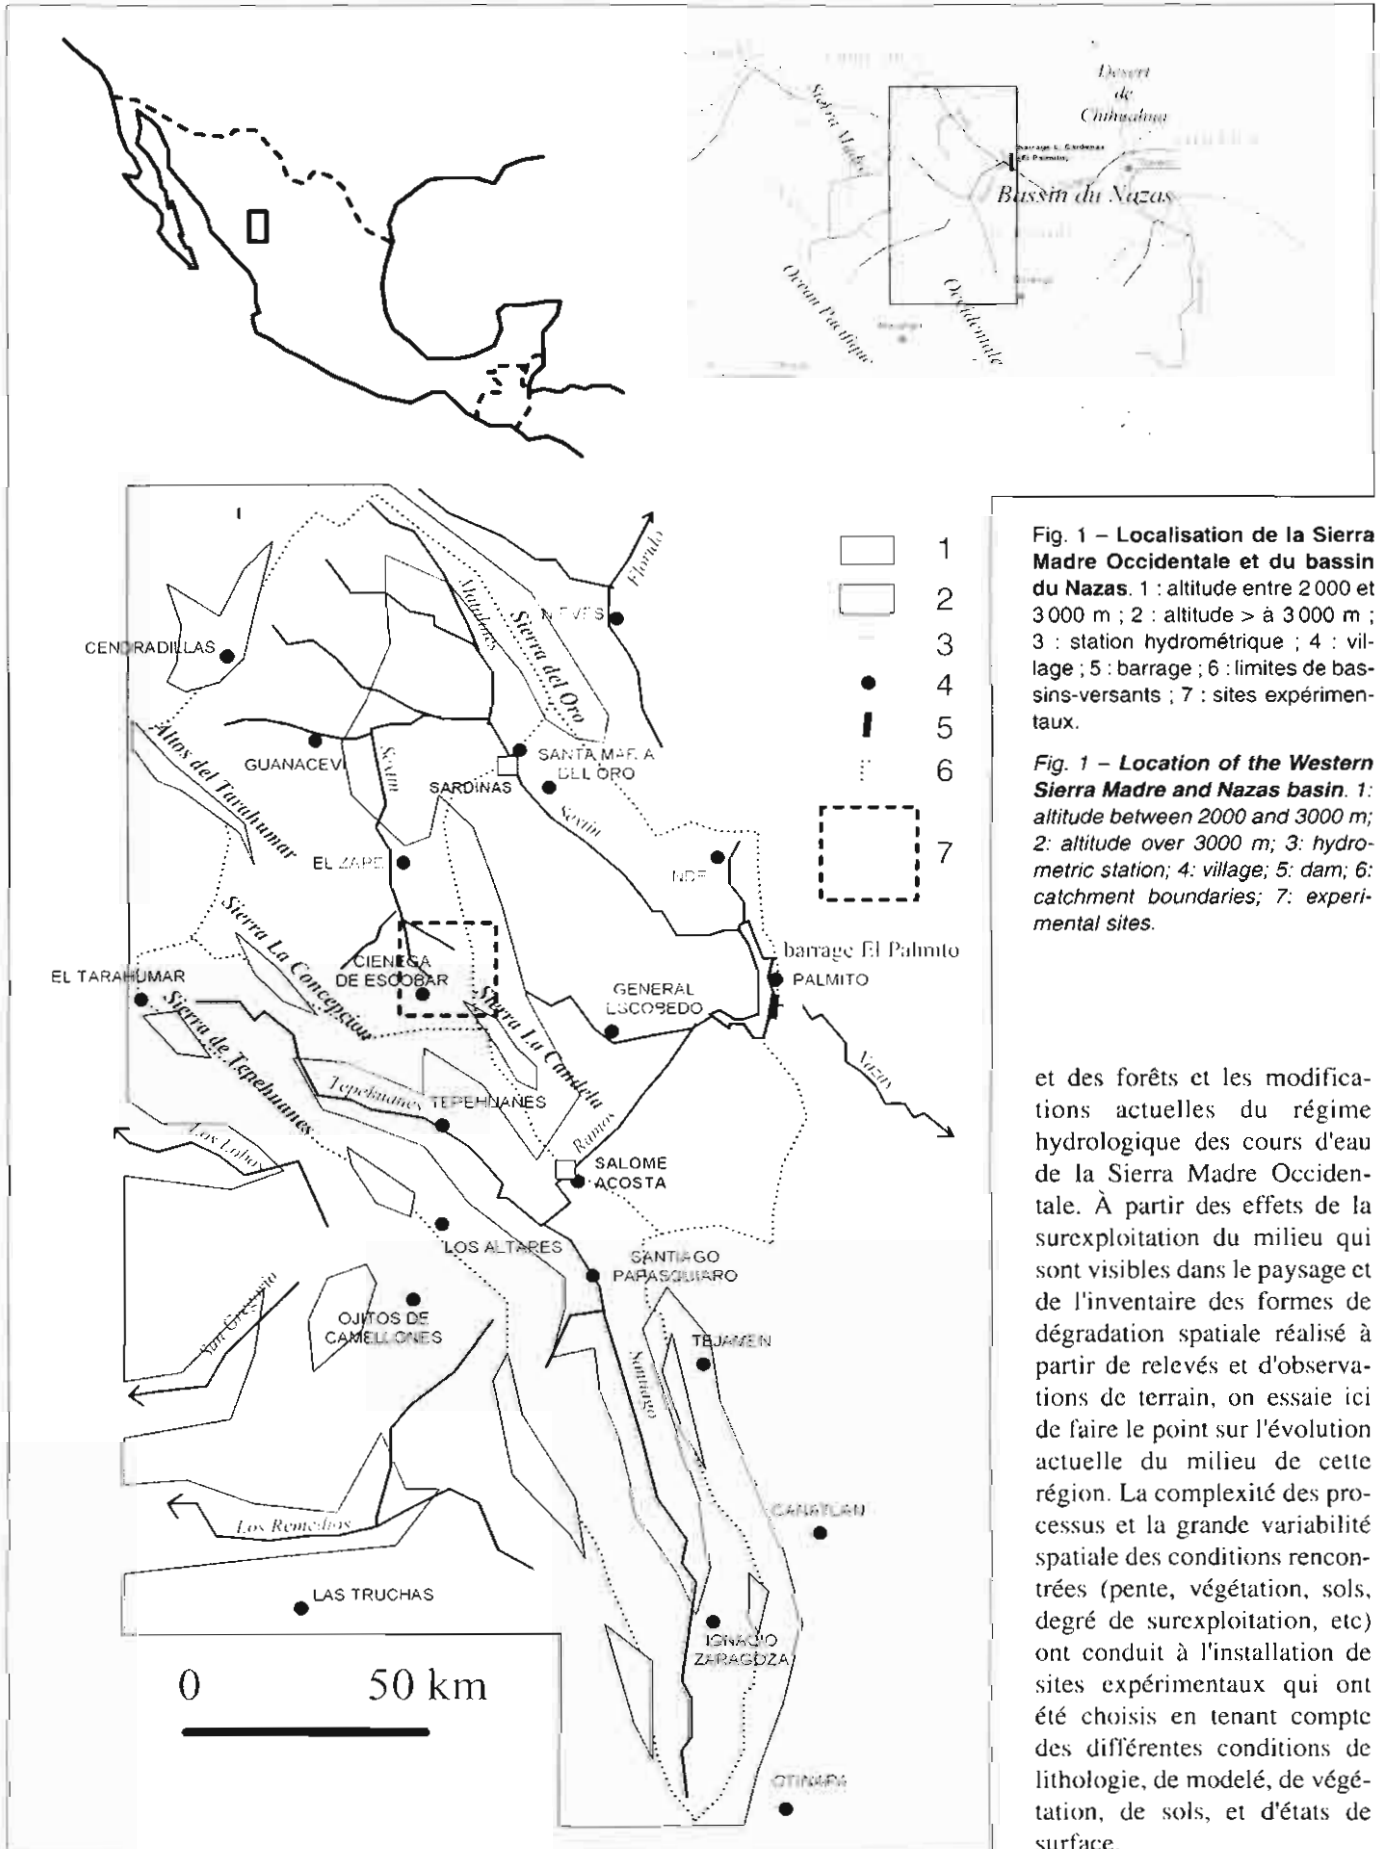 Desert
de
Chihuahua
Sierra Madre
barrage L. Cardenas
(El Palmito)
Bassin du Nazas
Océan Pacifique
Occidentale
Florido
1
2
3
4
5
6
7
NIEVES
Matalotes
Sierra del Oro
CENDRADILLAS
Altos del Tarahumar
GUANACEVI
Sextin
SANTA MARIA
DEL ORO
SARDINAS
Sextin
EL ZAPE
NDE
Sierra La Concepcion
CIENEGA
DE ESCOBAR
barrage El Palmito
PALMITO
EL TARAHUMAR
GENERAL
ESCOBEDO
Sierra de Tepehuanes
Sierra La Candela
Nazas
Tepehuanes
TEPEHUANES
Ramos
Los Lobos
SALOME
ACOSTA
LOS ALTARES
SANTIAGO
PAPASQUIARO
San Gregorio
OJITOS DE
CAMELLONES
TEJAMEN
Santiago
CANATLAN
Los Remedios
LAS TRUCHAS
IGNACIO
ZARAGOZA
0 50 km
OTINAPA
Fig. 1 – Localisation de la Sierra
Madre Occidentale et du bassin
du Nazas. 1 : altitude entre 2 000 et
3 000 m ; 2 : altitude > à 3 000 m ;
3 : station hydrométrique ; 4 : vil-
lage ; 5 : barrage ; 6 : limites de bas-
sins-versants ; 7 : sites expérimen-
taux.
Fig. 1 – Location of the Western
Sierra Madre and Nazas basin. 1:
altitude between 2000 and 3000 m;
2: altitude over 3000 m; 3: hydro-
metric station; 4: village; 5: dam; 6:
catchment boundaries; 7: experi-
mental sites.
et des forêts et les modifica-
tions actuelles du régime
hydrologique des cours d'eau
de la Sierra Madre Occiden-
tale. À partir des effets de la
surexploitation du milieu qui
sont visibles dans le paysage et
de l'inventaire des formes de
dégradation spatiale réalisé à
partir de relevés et d'observa-
tions de terrain, on essaie ici
de faire le point sur l'évolution
actuelle du milieu de cette
région. La complexité des pro-
cessus et la grande variabilité
spatiale des conditions rencon-
trées (pente, végétation, sols,
degré de surexploitation, etc)
ont conduit à l'installation de
sites expérimentaux qui ont
été choisis en tenant compte
des différentes conditions de
lithologie, de modelé, de végé-
tation, de sols, et d'états de
surface.